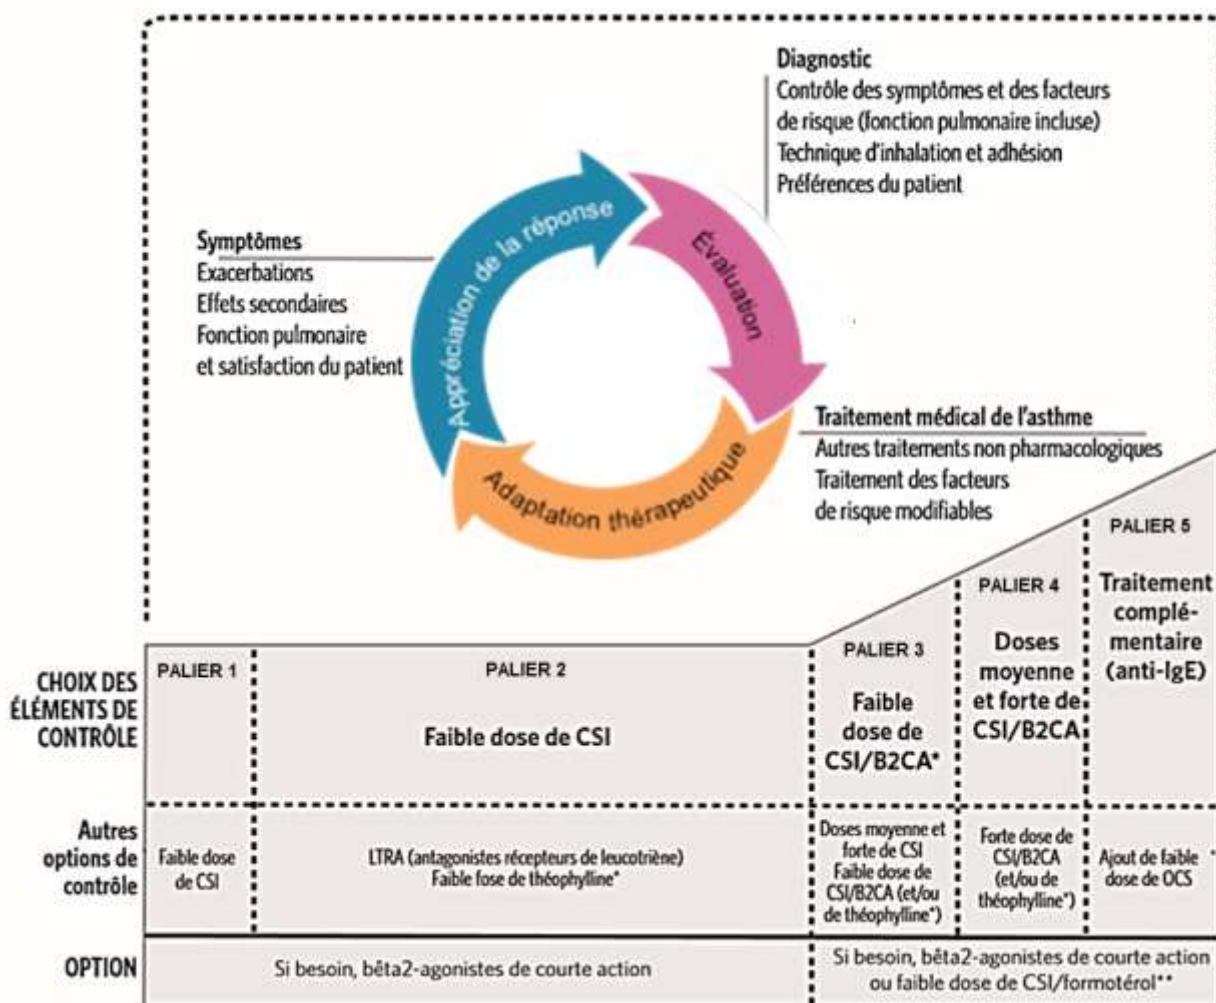 Diagnostic
Contrôle des symptômes et des facteurs
de risque (fonction pulmonaire incluse)
Technique d'inhalation et adhésion
Préférences du patient
Symptômes
Exacerbations
Effets secondaires
Fonction pulmonaire
et satisfaction du patient
Appréciation de la réponse
Évaluation
Adaptation thérapeutique
Traitement médical de l'asthme
Autres traitements non pharmacologiques
Traitement des facteurs
de risque modifiables
CHOIX DES
ÉLÉMENTS DE
CONTRÔLE
PALIER 1
PALIER 2
Faible dose de CSI
PALIER 3
Faible
dose de
CSI/B2CA*
PALIER 4
Doses
moyenne
et forte de
CSI/B2CA
PALIER 5
Traitement
complé-
mentaire
(anti-IgE)
Autres
options de
contrôle
Faible dose
de CSI
LTRA (antagonistes récepteurs de leucotriène)
Faible fose de théophylline*
Doses moyenne et
forte de CSI
Faible dose de
CSI/B2CA (et/ou
de théophylline*)
Forte dose de
CSI/B2CA
(et/ou de
théophylline*)
Ajout de faible *
dose de OCS
OPTION
Si besoin, bêta2-agonistes de courte action
Si besoin, bêta2-agonistes de courte action
ou faible dose de CSI/formotérol**